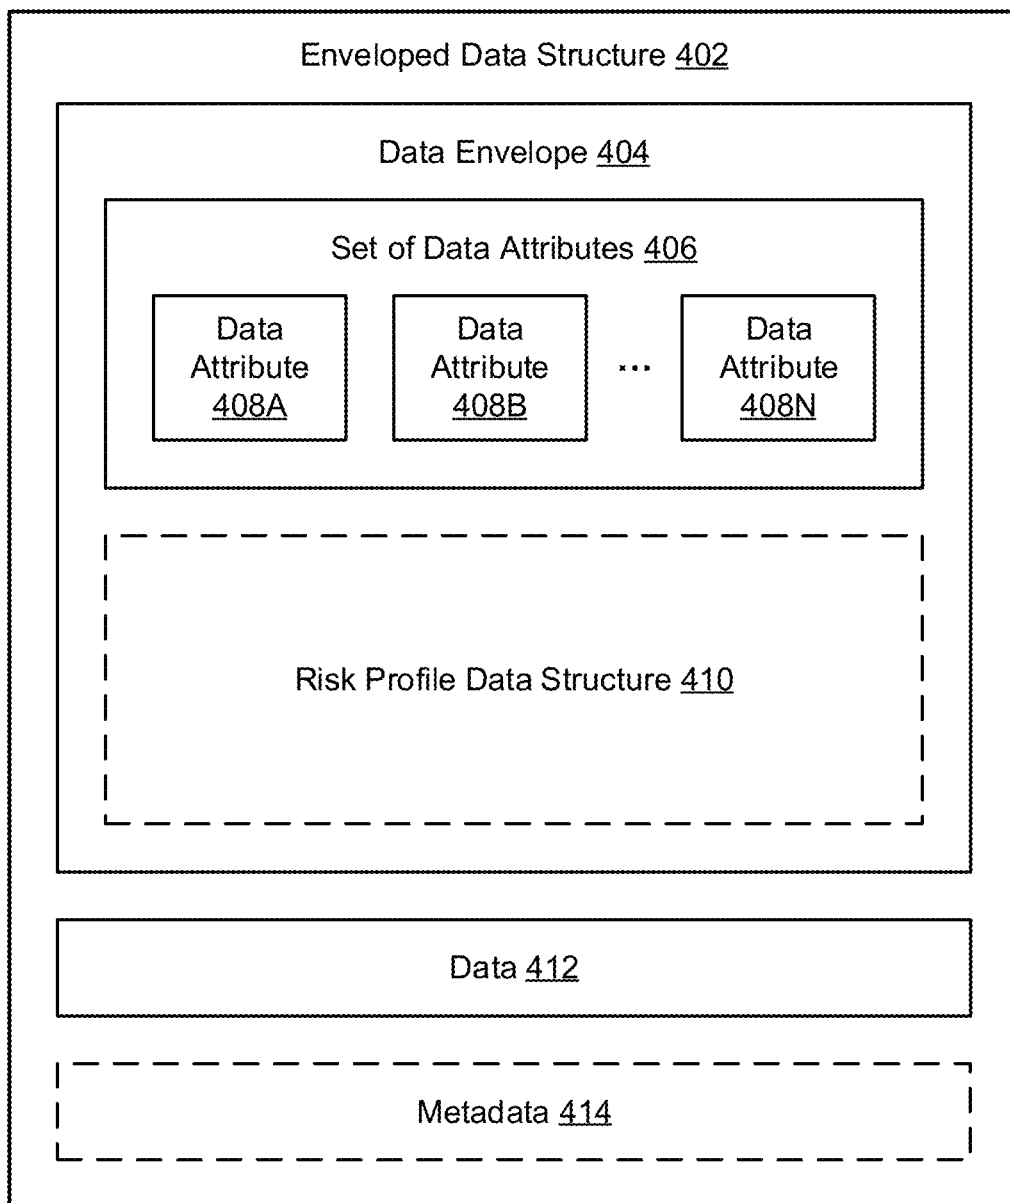 Enveloped Data Structure 402
Data Envelope 404
Set of Data Attributes 406
Data
Attribute
408A
Data
Attribute
408B
...
Data
Attribute
408N
Risk Profile Data Structure 410
Data 412
Metadata 414